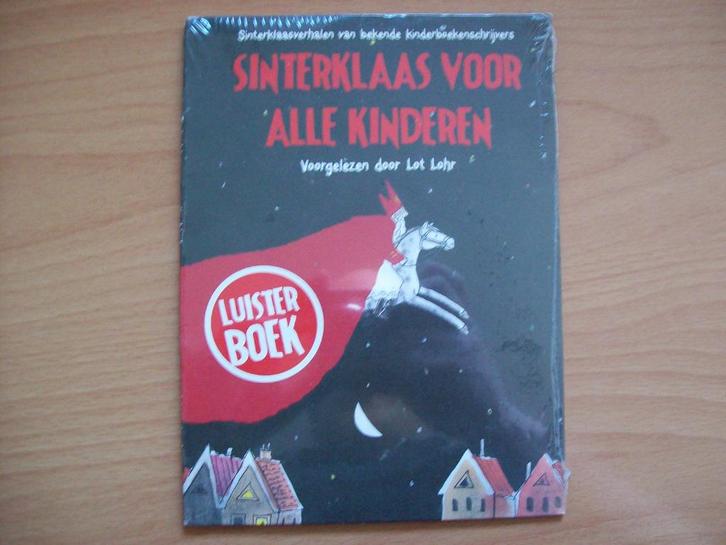 Sinterklaasverhalen van bekende kinderboekenschrijvers
SINTERKLAAS VOOR
ALLE KINDEREN
Voorgelezen door Lot Lohr
LUISTER
BOEK